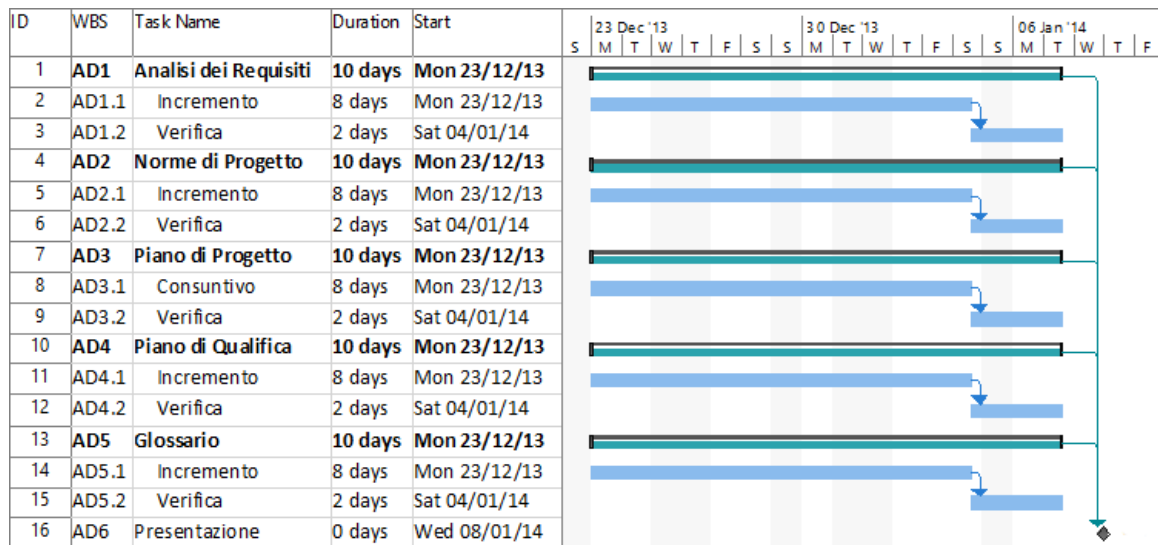 ID WBS Task Name Duration Start 23 Dec '13 30 Dec '13 06 Jan '14
S M T W T F S S M T W T F S S M T W T F
1 AD1 Analisi dei Requisiti 10 days Mon 23/12/13
2 AD1.1 Incremento 8 days Mon 23/12/13
3 AD1.2 Verifica 2 days Sat 04/01/14
4 AD2 Norme di Progetto 10 days Mon 23/12/13
5 AD2.1 Incremento 8 days Mon 23/12/13
6 AD2.2 Verifica 2 days Sat 04/01/14
7 AD3 Piano di Progetto 10 days Mon 23/12/13
8 AD3.1 Consuntivo 8 days Mon 23/12/13
9 AD3.2 Verifica 2 days Sat 04/01/14
10 AD4 Piano di Qualifica 10 days Mon 23/12/13
11 AD4.1 Incremento 8 days Mon 23/12/13
12 AD4.2 Verifica 2 days Sat 04/01/14
13 AD5 Glossario 10 days Mon 23/12/13
14 AD5.1 Incremento 8 days Mon 23/12/13
15 AD5.2 Verifica 2 days Sat 04/01/14
16 AD6 Presentazione 0 days Wed 08/01/14